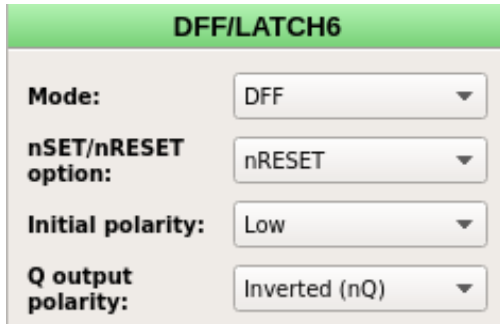 DFF/LATCH6
Mode: DFF
nSET/nRESET
option: nRESET
Initial polarity: Low
Q output
polarity: Inverted (nQ)